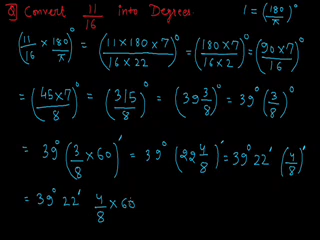 Q Convert 11/16 into Degrees 1 = (180/π)°
(11/16 × 180/π)° = (11×180×7 / 16×22)° = (180×7 / 16×2)° = (90×7 / 16)°
= (45×7 / 8)° = (315/8)° = (39 3/8)° = 39° (3/8)°
= 39° (3/8 × 60)′ = 39° (22 4/8)′ = 39° 22′ (4/8)′
= 39° 22′ 4/8 × 60